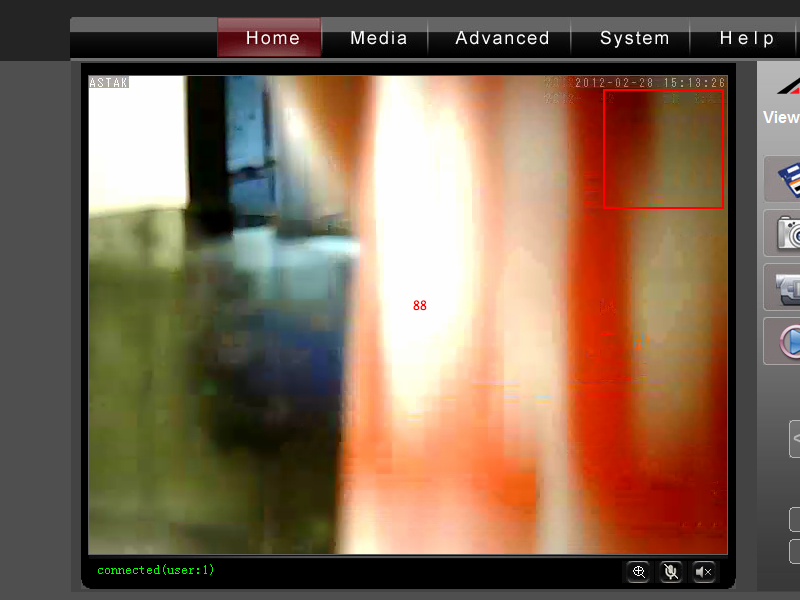 Home Media Advanced System Help
ASTAK 2012-02-28 15:13:26
View
88
connected(user:1)